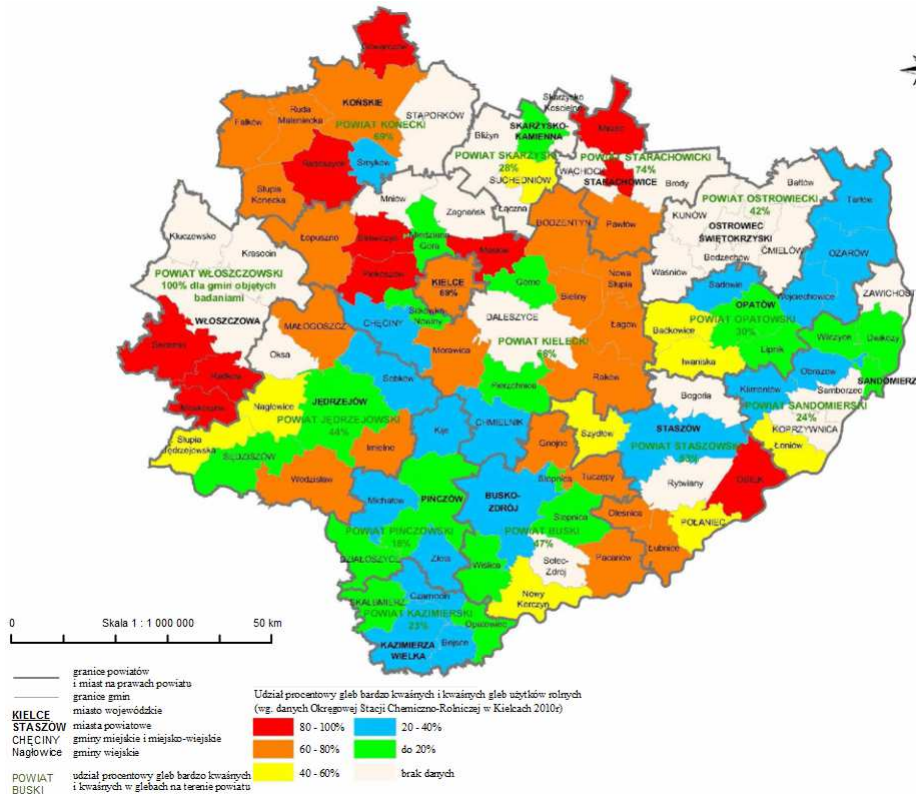 KOŃSKIE
STAPORKÓW
Ruda
Maleniecka
Fałków
POWIAT KONECKI
69%
Radoszyce
Smyków
Słupia
Konecka
Skarżysko
Kościelne
Bliżyn
SKARŻYSKO-
KAMIENNA
POWIAT SKARŻYSKI
28%
SUCHEDNIÓW
Łączna
Mirzec
POWIAT STARACHOWICKI
74%
WĄCHOCK
STARACHOWICE
Brody
Pawłów
Bałtów
POWIAT OSTROWIECKI
42%
KUNÓW
OSTROWIEC
ŚWIĘTOKRZYSKI
ĆMIELÓW
Bodzechów
Waśniów
Tarłów
OŻARÓW
ZAWICHOST
Mniów
Zagnańsk
Łopuszno
Miedziana
Góra
Masłów
BODZENTYN
Piekoszów
KIELCE
69%
Górno
Bieliny
Nowa
Słupia
Łagów
Sitkówka
Nowiny
CHĘCINY
DALESZYCE
POWIAT KIELECKI
68%
Morawica
Pierzchnica
Raków
Kluczewsko
Krasocin
POWIAT WŁOSZCZOWSKI
100% dla gmin objętych
badaniami
WŁOSZCZOWA
MAŁOGOSZCZ
Oksa
Secemin
Radków
Moskorzew
Sobków
Nagłowice
JĘDRZEJÓW
POWIAT JĘDRZEJOWSKI
44%
Słupia
Jędrzejowska
SĘDZISZÓW
Imielno
Wodzisław
Sadowie
Wojciechowice
OPATÓW
POWIAT OPATOWSKI
30%
Baćkowice
Iwaniska
Lipnik
Wilczyce
Dwikozy
SANDOMIERZ
Obrazów
Samborzec
Klimontów
POWIAT SANDOMIERSKI
24%
KOPRZYWNICA
Łoniów
Bogoria
STASZÓW
POWIAT STASZOWSKI
Rytwiany
OSIEK
Szydłów
POŁANIEC
Oleśnica
Łubnice
Kije
CHMIELNIK
Gnojno
Tuczępy
Stopnica
Stopnica
Michałów
PIŃCZÓW
POWIAT PIŃCZOWSKI
18%
DZIAŁOSZYCE
Złota
BUSKO-
ZDRÓJ
POWIAT BUSKI
47%
Solec-
Zdrój
Pacanów
Wiślica
Nowy
Korczyn
Czarnocin
SKALBMIERZ
POWIAT KAZIMIERSKI
23%
Opatowiec
KAZIMIERZA
WIELKA
Bejsce
0 Skala 1 : 1 000 000 50 km
granice powiatów
i miast na prawach powiatu
granice gmin
KIELCE miasto wojewódzkie
STASZÓW miasta powiatowe
CHĘCINY gminy miejskie i miejsko-wiejskie
Nagłowice gminy wiejskie
POWIAT BUSKI udział procentowy gleb bardzo kwaśnych
i kwaśnych w glebach na terenie powiatu
Udział procentowy gleb bardzo kwaśnych i kwaśnych gleb użytków rolnych
(wg. danych Okręgowej Stacji Chemiczno-Rolniczej w Kielcach 2010r)
80 - 100% 20 - 40%
60 - 80% do 20%
40 - 60% brak danych